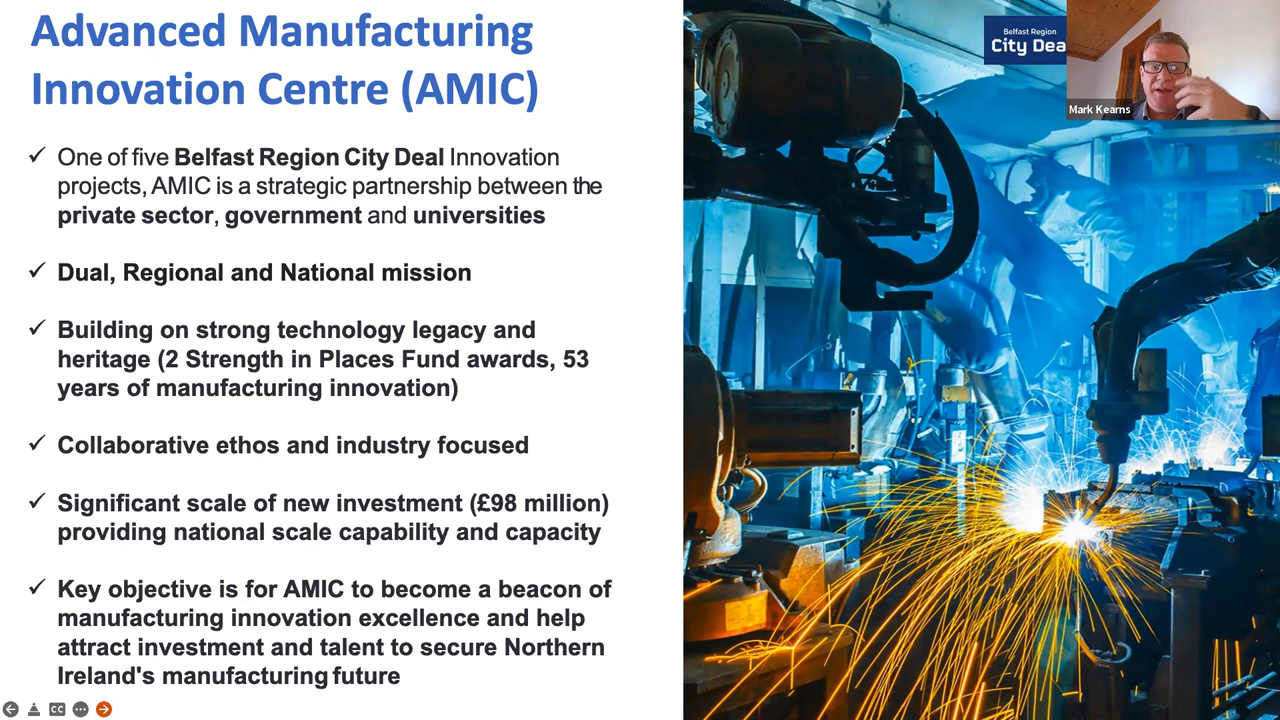 Advanced Manufacturing
Innovation Centre (AMIC)
✓ One of five Belfast Region City Deal Innovation
projects, AMIC is a strategic partnership between the
private sector, government and universities
✓ Dual, Regional and National mission
✓ Building on strong technology legacy and
heritage (2 Strength in Places Fund awards, 53
years of manufacturing innovation)
✓ Collaborative ethos and industry focused
✓ Significant scale of new investment (£98 million)
providing national scale capability and capacity
✓ Key objective is for AMIC to become a beacon of
manufacturing innovation excellence and help
attract investment and talent to secure Northern
Ireland's manufacturing future
Belfast Region
City Dea
Mark Kearns
CC